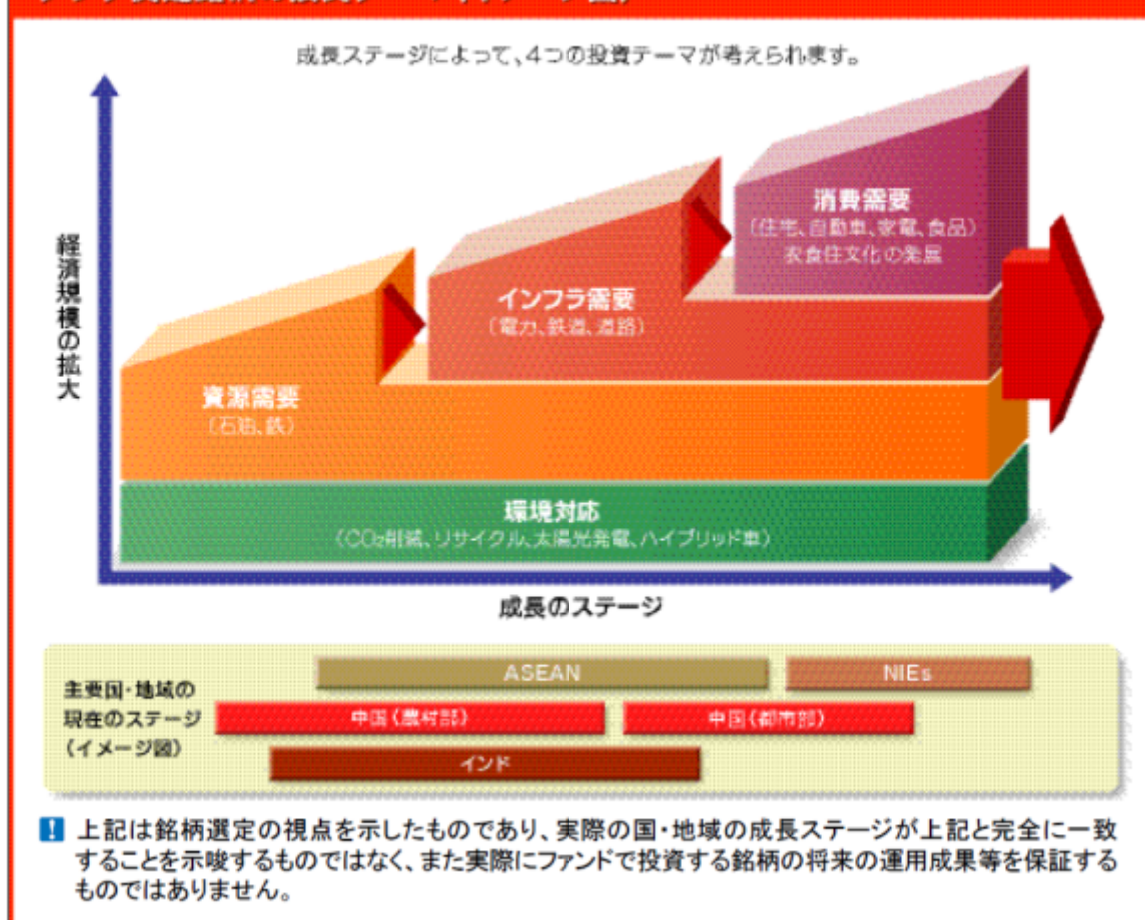 成長ステージによって、4つの投資テーマが考えられます。
経済規模の拡大
消費需要
（住宅、自動車、家電、食品）
衣食住文化の発展
インフラ需要
（電力、鉄道、道路）
資源需要
（石油、鉄）
環境対応
（CO₂削減、リサイクル、太陽光発電、ハイブリッド車）
成長のステージ
主要国・地域の
現在のステージ
（イメージ図）
ASEAN
NIEs
中国（農村部）
中国（都市部）
インド
! 上記は銘柄選定の視点を示したものであり、実際の国・地域の成長ステージが上記と完全に一致
することを示唆するものではなく、また実際にファンドで投資する銘柄の将来の運用成果等を保証する
ものではありません。